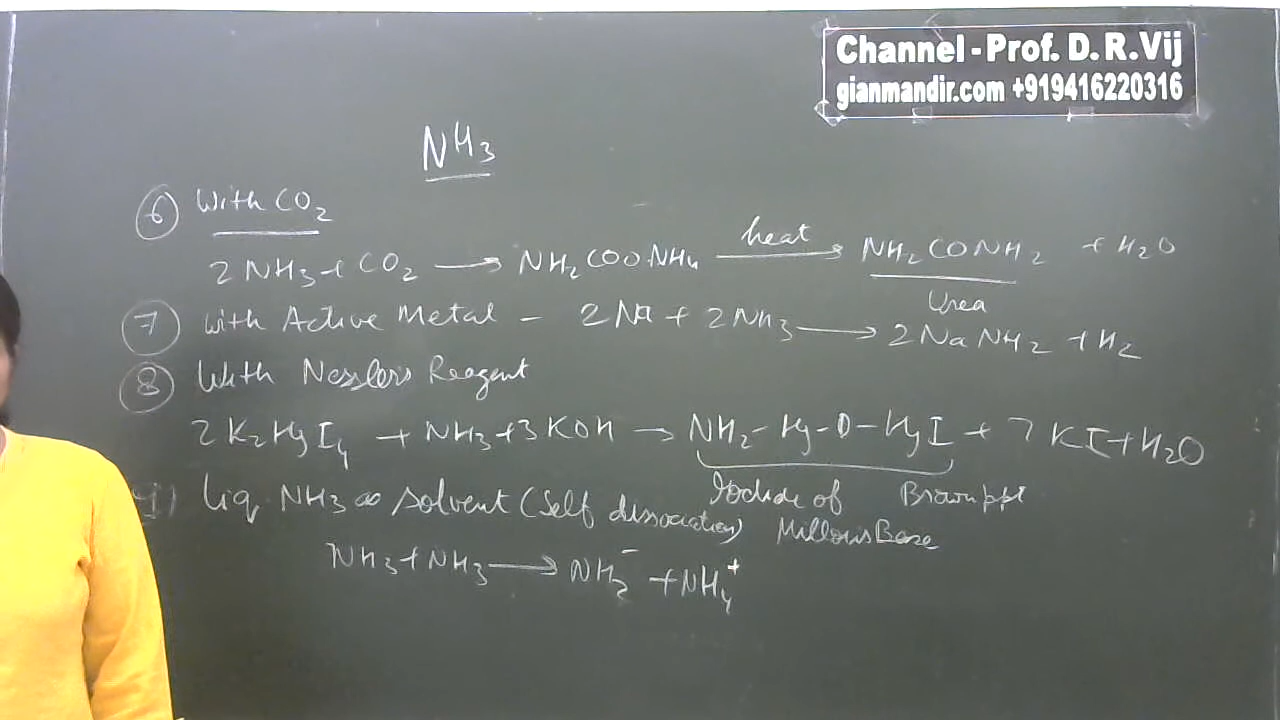 Channel - Prof. D. R. Vij
gianmandir.com +919416220316
NH3
6 With CO2
2NH3 + CO2 → NH2COONH4 heat → NH2CONH2 + H2O
Urea
7 with Active Metal - 2Na + 2NH3 → 2NaNH2 + H2
8 With Nessler's Reagent
2K2HgI4 + NH3 + 3KOH → NH2-Hg-O-HgI + 7KI + H2O
Iodide of Brown ppt
Millon's Base
9) Liq NH3 as solvent (Self dissociation)
NH3 + NH3 → NH2⁻ + NH4⁺